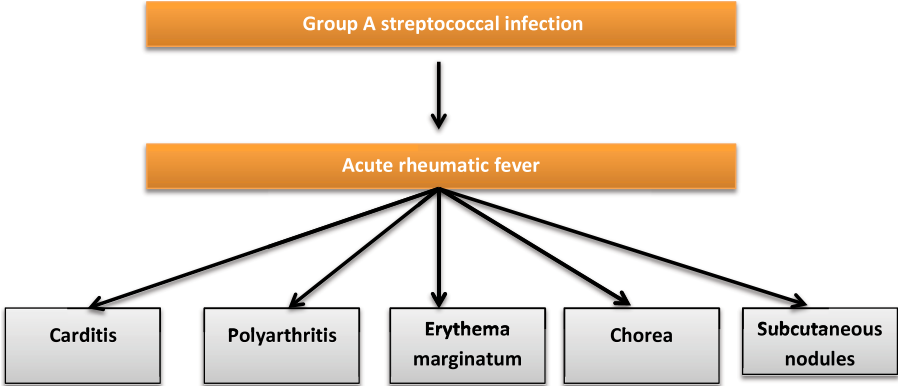 Group A streptococcal infection
Acute rheumatic fever
Carditis
Polyarthritis
Erythema
marginatum
Chorea
Subcutaneous
nodules